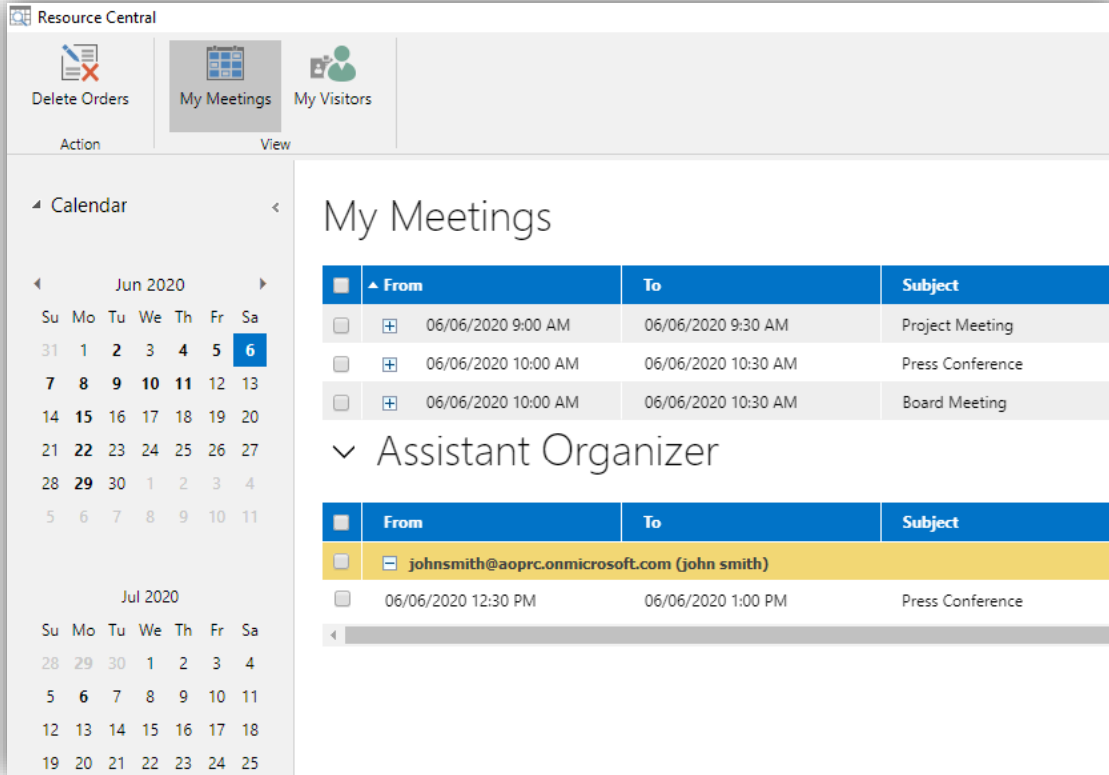 Resource Central
Delete Orders
My Meetings
My Visitors
Action
View
Calendar
Jun 2020
Su Mo Tu We Th Fr Sa
31 1 2 3 4 5 6
7 8 9 10 11 12 13
14 15 16 17 18 19 20
21 22 23 24 25 26 27
28 29 30 1 2 3 4
5 6 7 8 9 10 11
Jul 2020
Su Mo Tu We Th Fr Sa
28 29 30 1 2 3 4
5 6 7 8 9 10 11
12 13 14 15 16 17 18
19 20 21 22 23 24 25
My Meetings
From To Subject
06/06/2020 9:00 AM 06/06/2020 9:30 AM Project Meeting
06/06/2020 10:00 AM 06/06/2020 10:30 AM Press Conference
06/06/2020 10:00 AM 06/06/2020 10:30 AM Board Meeting
Assistant Organizer
From To Subject
johnsmith@aoprc.onmicrosoft.com (john smith)
06/06/2020 12:30 PM 06/06/2020 1:00 PM Press Conference